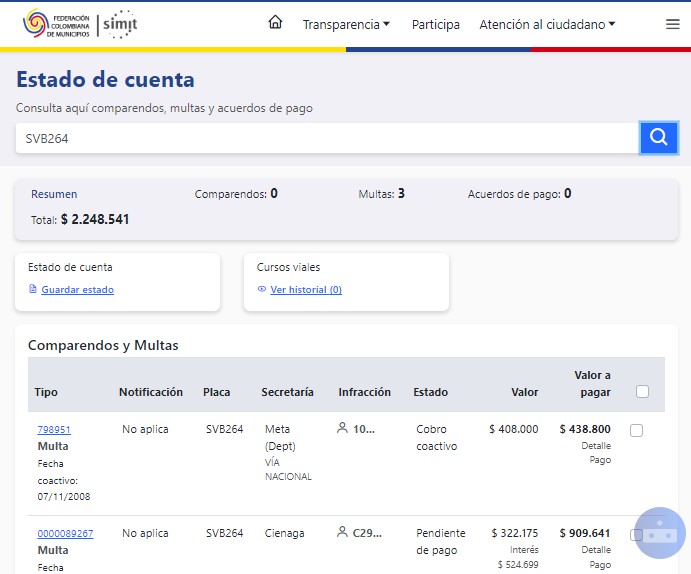 FEDERACIÓN
COLOMBIANA
DE MUNICIPIOS
simit
Transparencia
Participa
Atención al ciudadano
Estado de cuenta
Consulta aquí comparendos, multas y acuerdos de pago
SVB264
Resumen Comparendos: 0 Multas: 3 Acuerdos de pago: 0
Total: $ 2.248.541
Estado de cuenta
Guardar estado
Cursos viales
Ver historial (0)
Comparendos y Multas
Tipo Notificación Placa Secretaría Infracción Estado Valor Valor a pagar
798951 No aplica SVB264 Meta 10... Cobro $ 408.000 $ 438.800
Multa (Dept) coactivo Detalle
Fecha VÍA Pago
coactivo: NACIONAL
07/11/2008
0000089267 No aplica SVB264 Cienaga C29... Pendiente $ 322.175 $ 909.641
Multa de pago Interés Detalle
Fecha $ 524.699 Pago